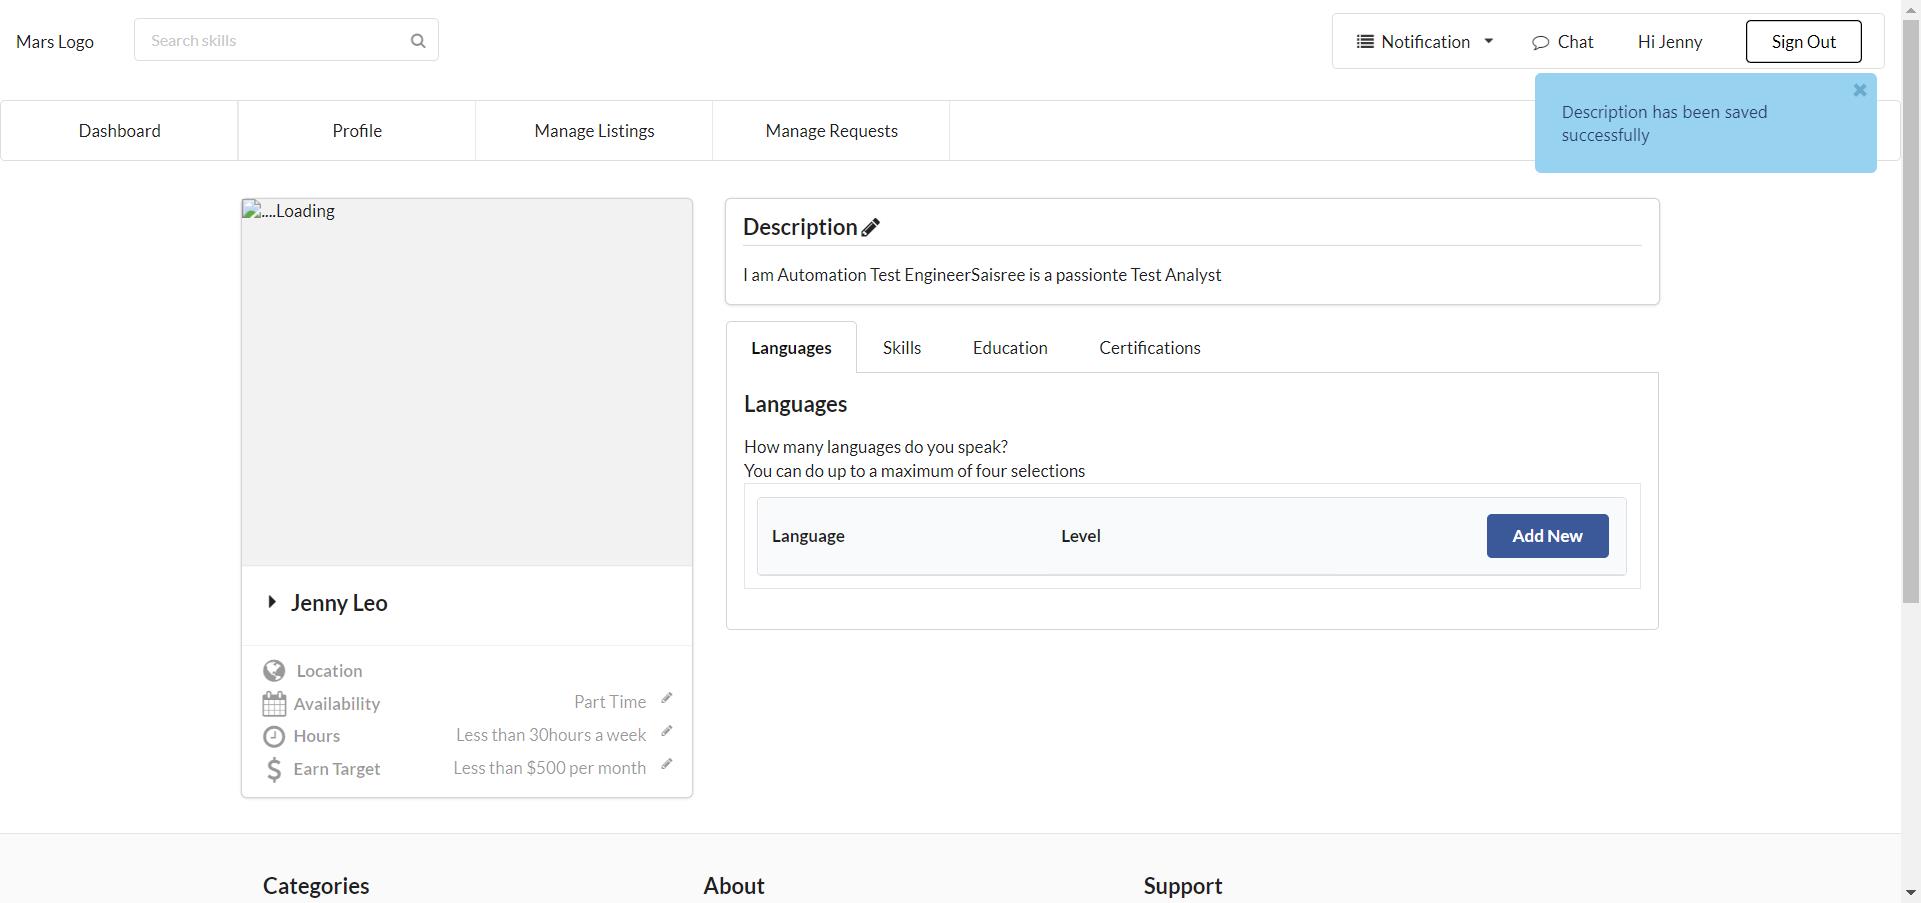 Mars Logo
Search skills
Notification
Chat
Hi Jenny
Sign Out
Description has been saved
successfully
Dashboard
Profile
Manage Listings
Manage Requests
....Loading
Jenny Leo
Location
Availability
Part Time
Hours
Less than 30hours a week
Earn Target
Less than $500 per month
Description
I am Automation Test EngineerSaisree is a passionte Test Analyst
Languages
Skills
Education
Certifications
Languages
How many languages do you speak?
You can do up to a maximum of four selections
Language
Level
Add New
Categories
About
Support